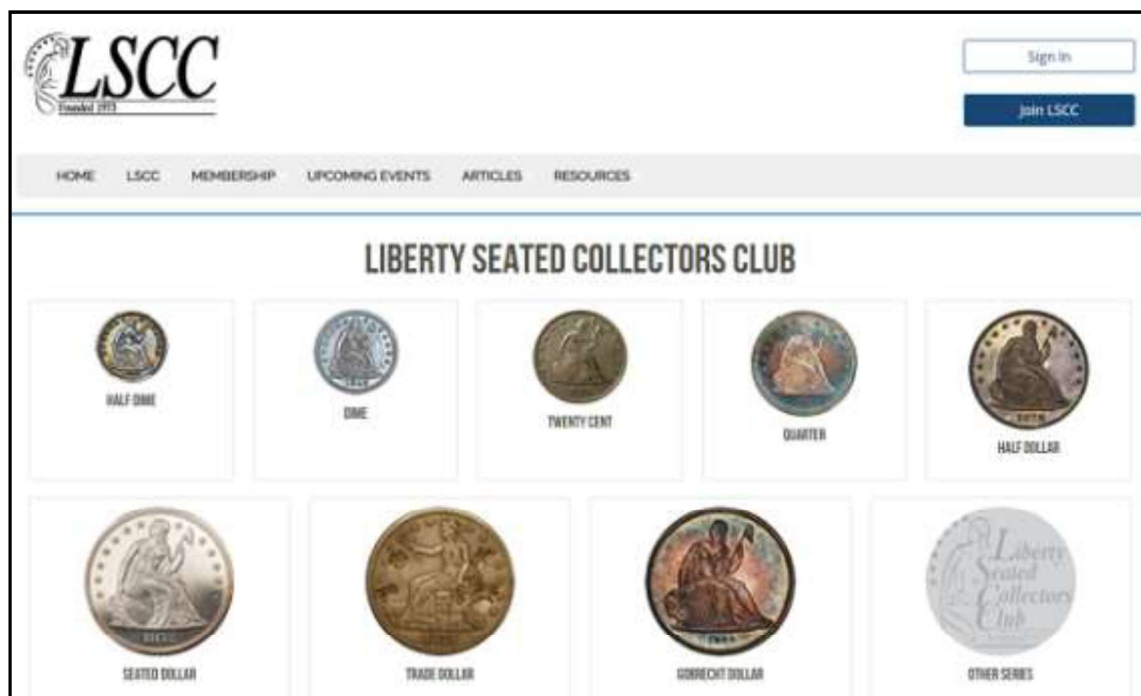 LSCC
Founded 1973
Sign In
Join LSCC
HOME LSCC MEMBERSHIP UPCOMING EVENTS ARTICLES RESOURCES
LIBERTY SEATED COLLECTORS CLUB
HALF DIME
DIME
TWENTY CENT
QUARTER
HALF DOLLAR
Liberty
Seated
Collectors
Club
SEATED DOLLAR
TRADE DOLLAR
GOBRECHT DOLLAR
OTHER SERIES